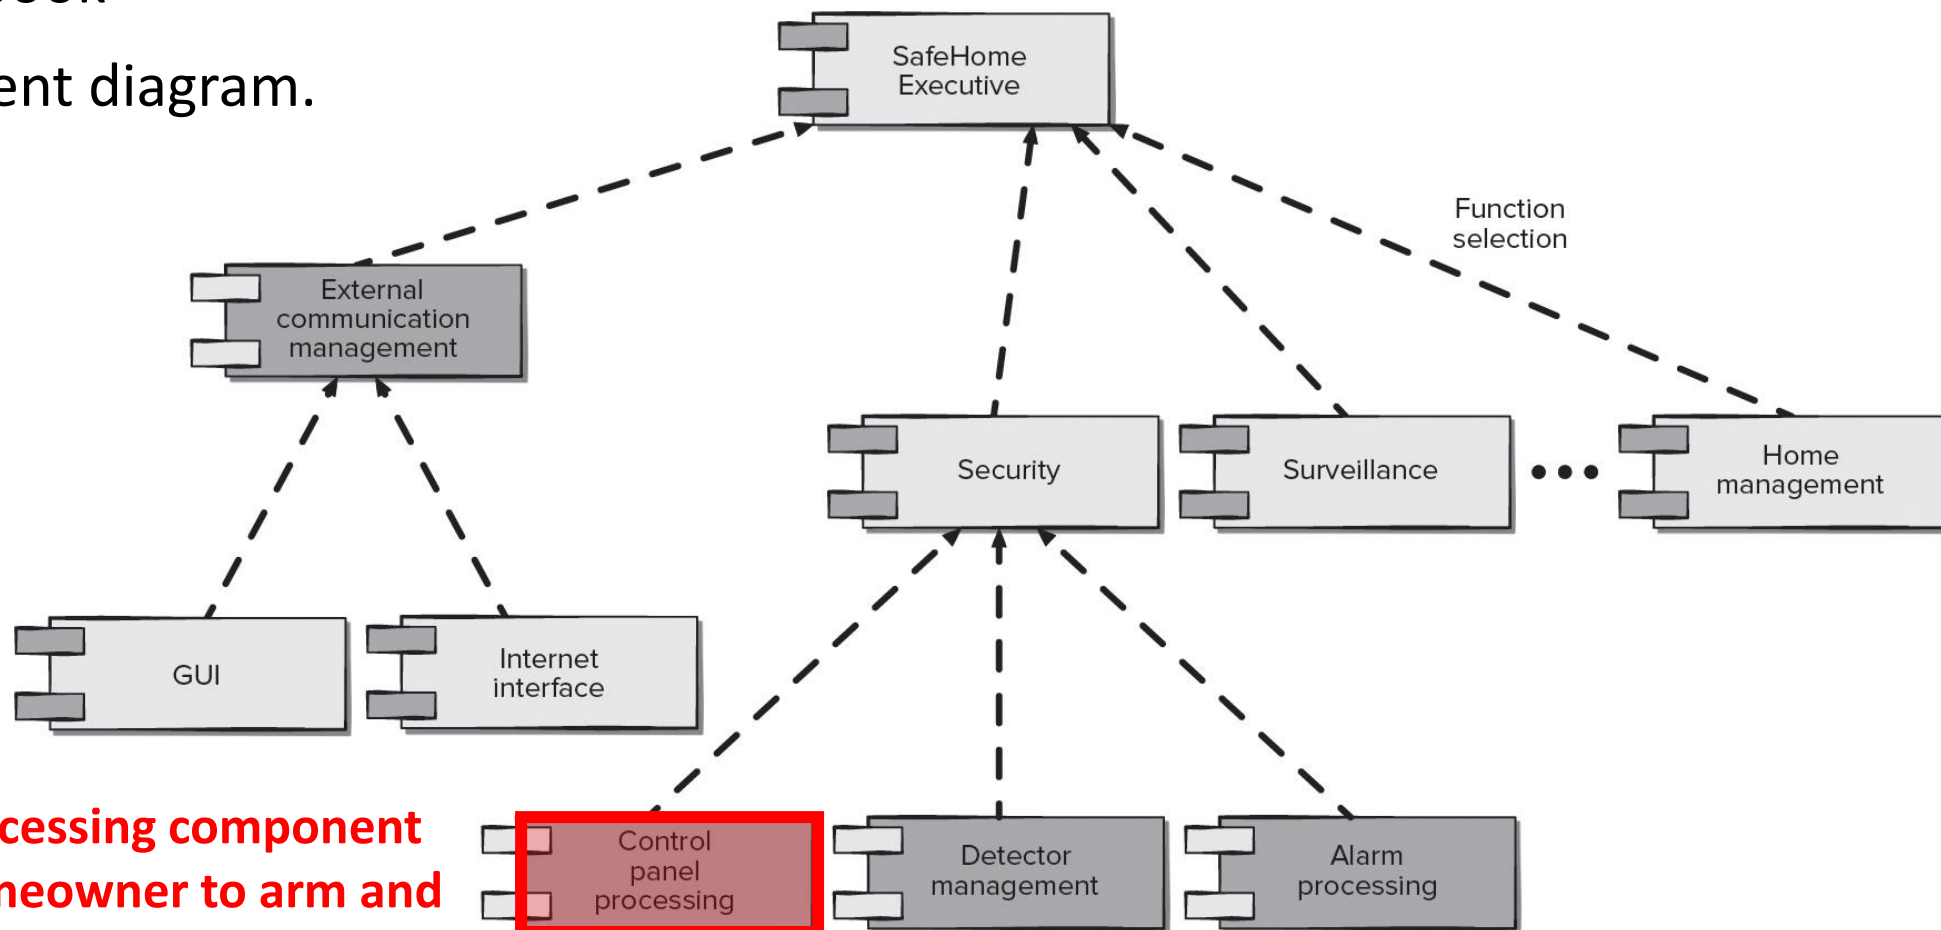 ent diagram.
SafeHome
Executive
Function
selection
External
communication
management
Security
Surveillance
Home
management
GUI
Internet
interface
cessing component
neowner to arm and
Control
panel
processing
Detector
management
Alarm
processing